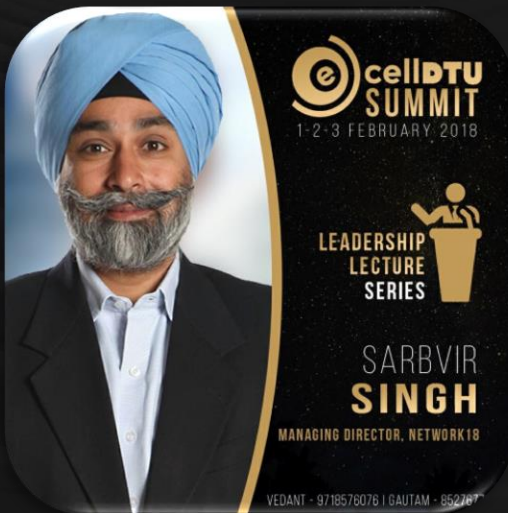 e cellDTU
SUMMIT
1-2-3 FEBRUARY 2018
LEADERSHIP
LECTURE
SERIES
SARBVIR
SINGH
MANAGING DIRECTOR, NETWORK18
VEDANT - 9718576076 | GAUTAM -